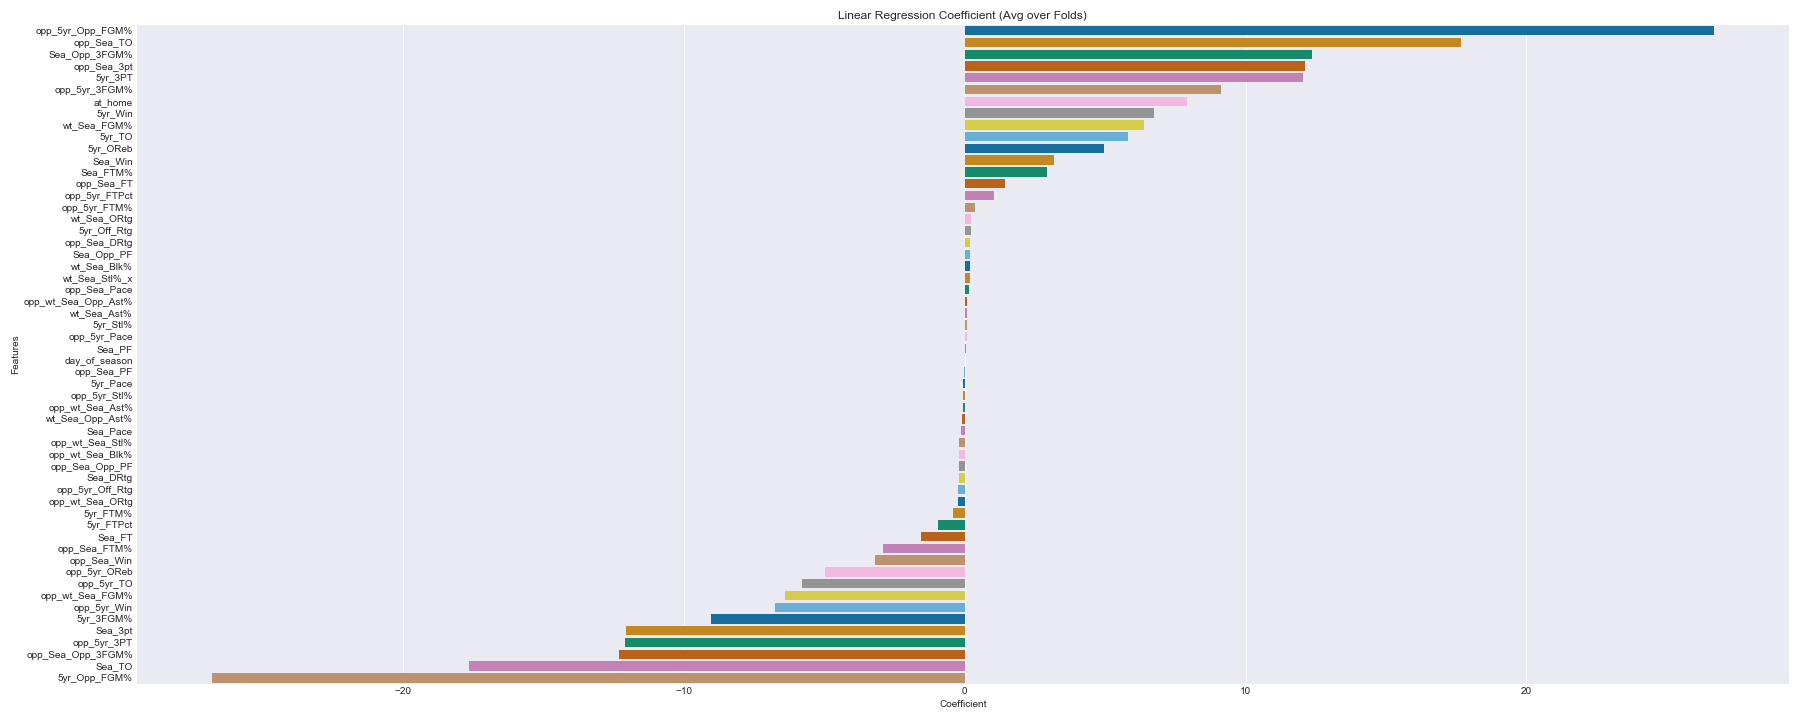 Linear Regression Coefficient (Avg over Folds)
Features
opp_5yr_Opp_FGM%
opp_Sea_TO
Sea_Opp_3FGM%
opp_Sea_3pt
5yr_3PT
opp_5yr_3FGM%
at_home
5yr_Win
wt_Sea_FGM%
5yr_TO
5yr_OReb
Sea_Win
Sea_FTM%
opp_Sea_FT
opp_5yr_FTPct
opp_5yr_FTM%
wt_Sea_ORtg
5yr_Off_Rtg
opp_Sea_DRtg
Sea_Opp_PF
wt_Sea_Blk%
wt_Sea_Stl%_x
opp_Sea_Pace
opp_wt_Sea_Opp_Ast%
wt_Sea_Ast%
5yr_Stl%
opp_5yr_Pace
Sea_PF
day_of_season
opp_Sea_PF
5yr_Pace
opp_5yr_Stl%
opp_wt_Sea_Ast%
wt_Sea_Opp_Ast%
Sea_Pace
opp_wt_Sea_Stl%
opp_wt_Sea_Blk%
opp_Sea_Opp_PF
Sea_DRtg
opp_5yr_Off_Rtg
opp_wt_Sea_ORtg
5yr_FTM%
5yr_FTPct
Sea_FT
opp_Sea_FTM%
opp_Sea_Win
opp_5yr_OReb
opp_5yr_TO
opp_wt_Sea_FGM%
opp_5yr_Win
5yr_3FGM%
Sea_3pt
opp_5yr_3PT
opp_Sea_Opp_3FGM%
Sea_TO
5yr_Opp_FGM%
−20 −10 0 10 20
Coefficient